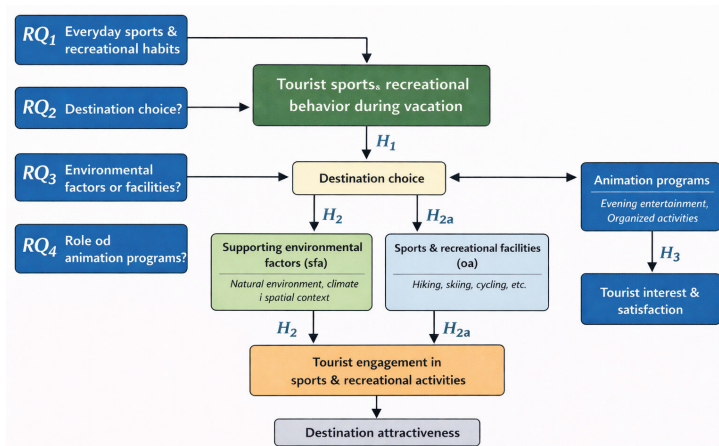 RQ1 Everyday sports &
recreational habits
Tourist sports& recreational
behavior during vacation
RQ2 Destination choice?
H1
RQ3 Environmental
factors or facilities?
Destination choice
Animation programs
Evening entertainment,
Organized activities
H2
H2a
RQ4 Role od
animation programs?
Supporting environmental
factors (sfa)
Natural environment, climate
i spatial context
Sports & recreational facilities
(oa)
Hiking, skiing, cycling, etc.
H3
Tourist interest &
satisfaction
H2
H2a
Tourist engagement in
sports & recreational activities
Destination attractiveness